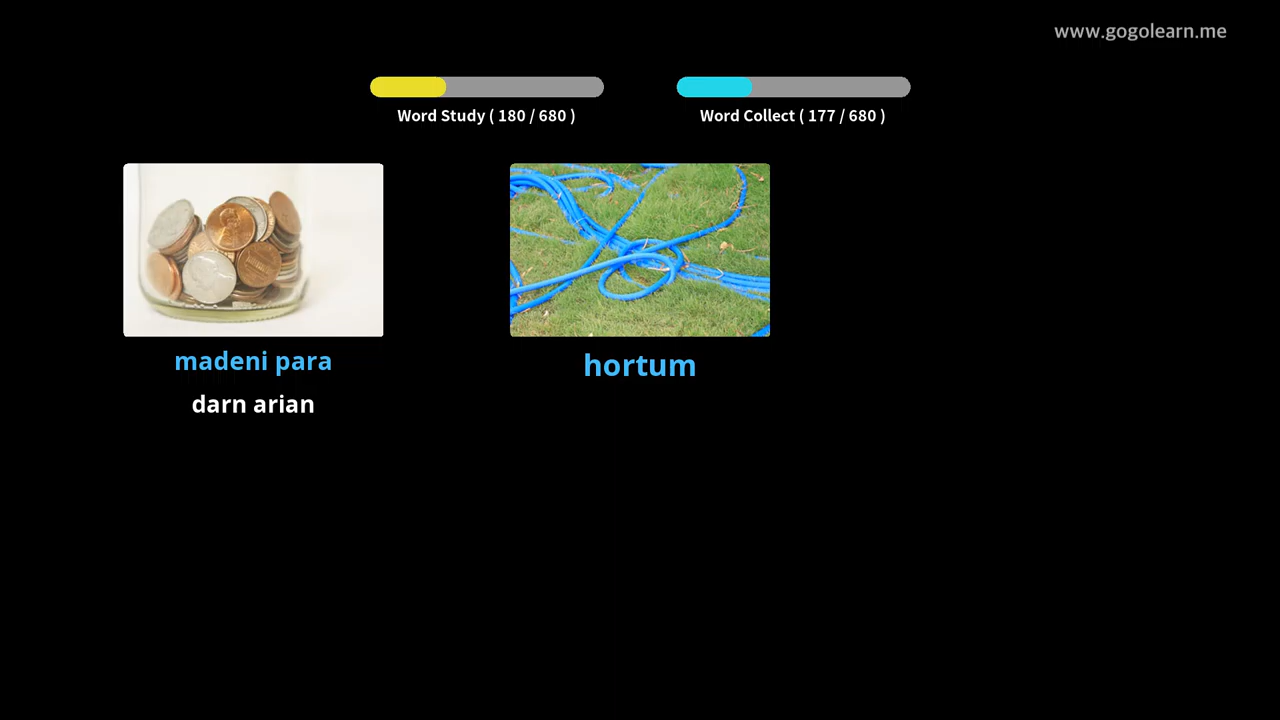 www.gogolearn.me
Word Study ( 180 / 680 )
Word Collect ( 177 / 680 )
madeni para
darn arian
hortum